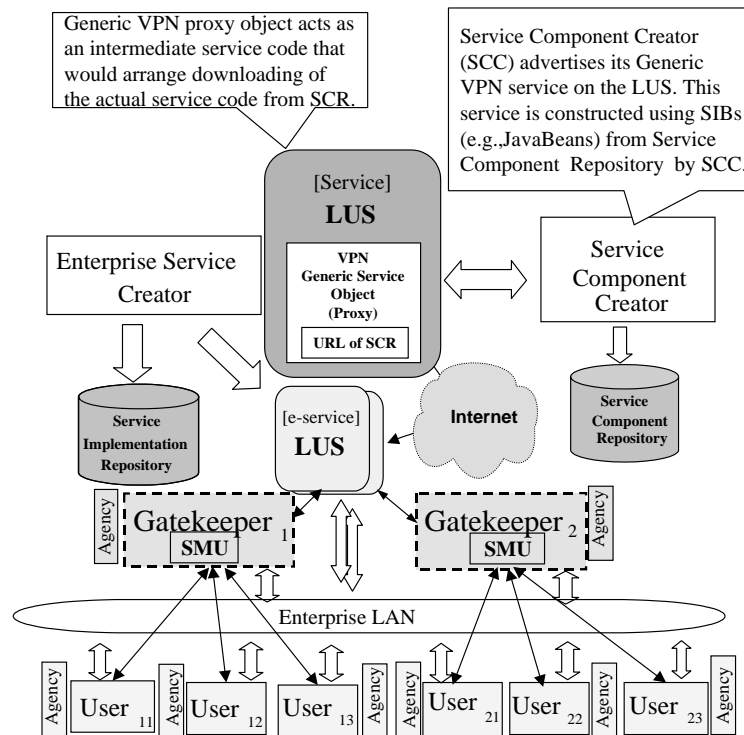 Generic VPN proxy object acts as
an intermediate service code that
would arrange downloading of
the actual service code from SCR.
Service Component Creator
(SCC) advertises its Generic
VPN service on the LUS. This
service is constructed using SIBs
(e.g.,JavaBeans) from Service
Component Repository by SCC.
[Service]
LUS
VPN
Generic Service
Object
(Proxy)
URL of SCR
Enterprise Service
Creator
Service
Component
Creator
Service
Implementation
Repository
[e-service]
LUS
Internet
Service
Component
Repository
Agency
Gatekeeper 1
SMU
Gatekeeper 2
SMU
Agency
Enterprise LAN
Agency
User 11
Agency
User 12
User 13
Agency
Agency
User 21
User 22
Agency
User 23
Agency